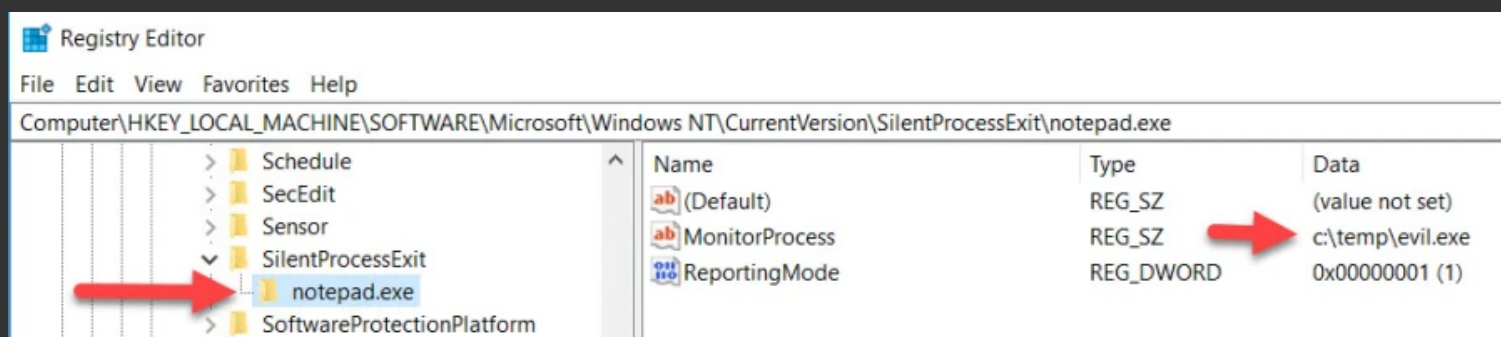 Registry Editor
File Edit View Favorites Help
Computer\HKEY_LOCAL_MACHINE\SOFTWARE\Microsoft\Windows NT\CurrentVersion\SilentProcessExit\notepad.exe
Schedule
SecEdit
Sensor
SilentProcessExit
notepad.exe
SoftwareProtectionPlatform
Name Type Data
(Default) REG_SZ (value not set)
MonitorProcess REG_SZ c:\temp\evil.exe
ReportingMode REG_DWORD 0x00000001 (1)